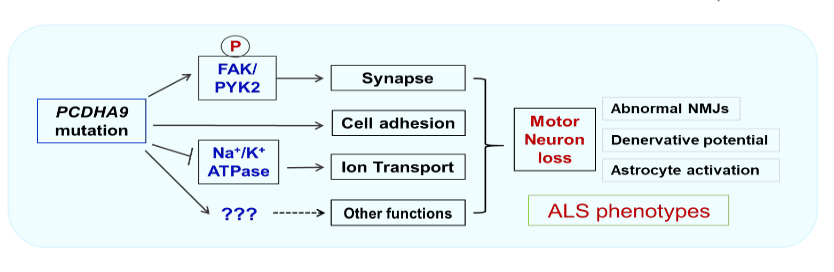 P
FAK/
PYK2
Synapse
PCDHA9
mutation
Cell adhesion
Na⁺/K⁺
ATPase
Ion Transport
???
Other functions
Motor
Neuron
loss
Abnormal NMJs
Denervative potential
Astrocyte activation
ALS phenotypes